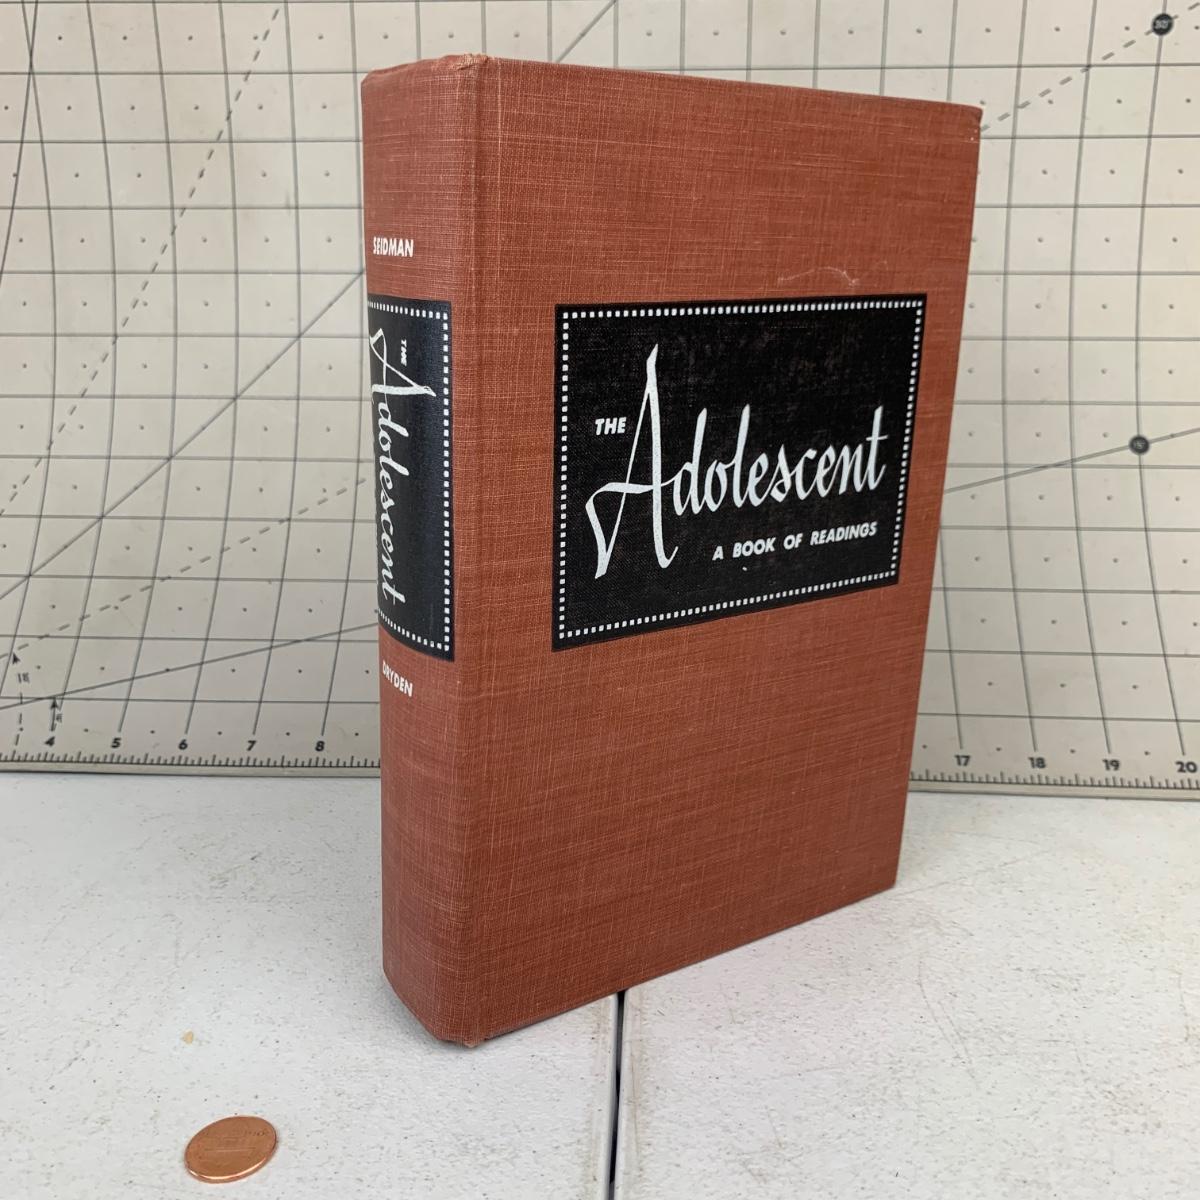 SEIDMAN
THE
Adolescent
DRYDEN
THE
Adolescent
A BOOK OF READINGS
4 5 6 7 8
17 18 19 20